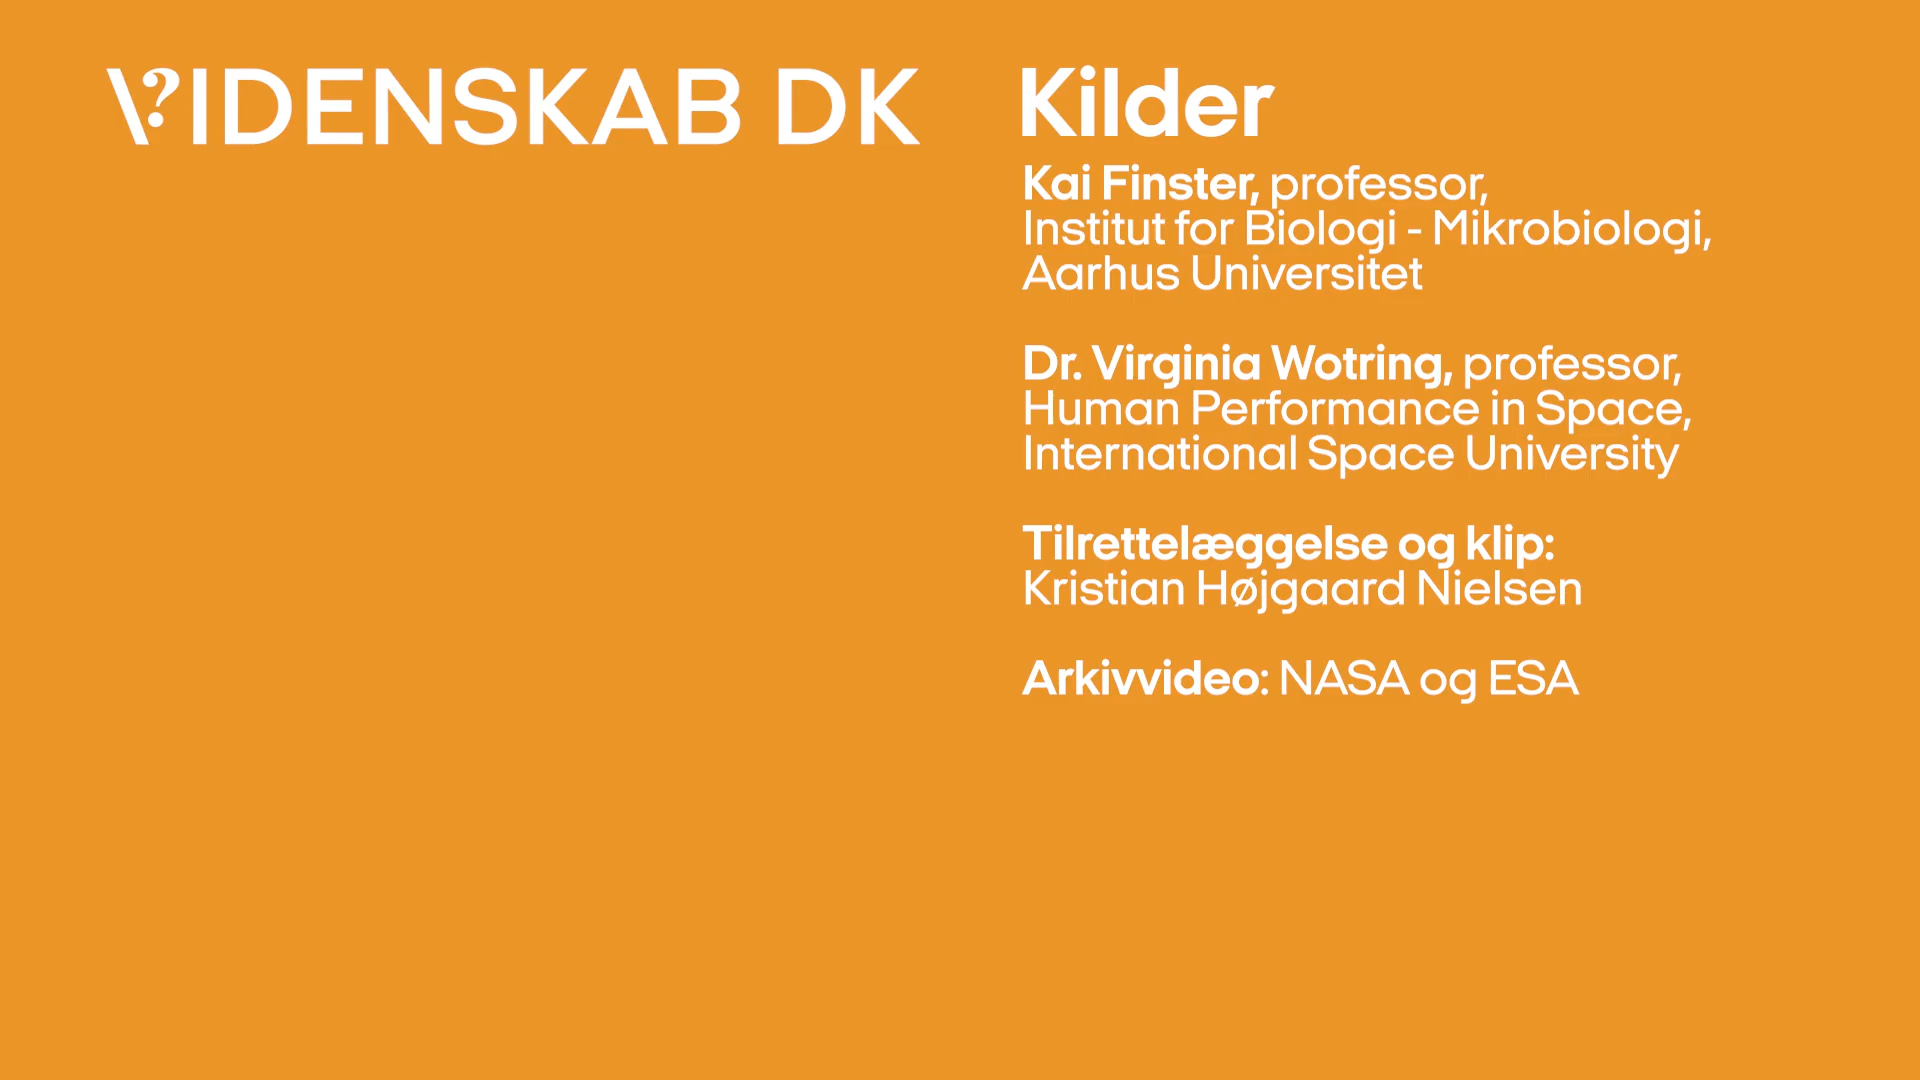 VIDENSKAB DK
Kilder
Kai Finster, professor,
Institut for Biologi - Mikrobiologi,
Aarhus Universitet
Dr. Virginia Wotring, professor,
Human Performance in Space,
International Space University
Tilrettelæggelse og klip:
Kristian Højgaard Nielsen
Arkivvideo: NASA og ESA